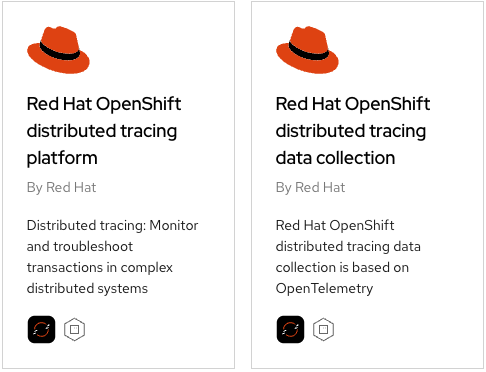 Red Hat OpenShift
distributed tracing
platform
By Red Hat
Distributed tracing: Monitor
and troubleshoot
transactions in complex
distributed systems
Red Hat OpenShift
distributed tracing
data collection
By Red Hat
Red Hat OpenShift
distributed tracing data
collection is based on
OpenTelemetry